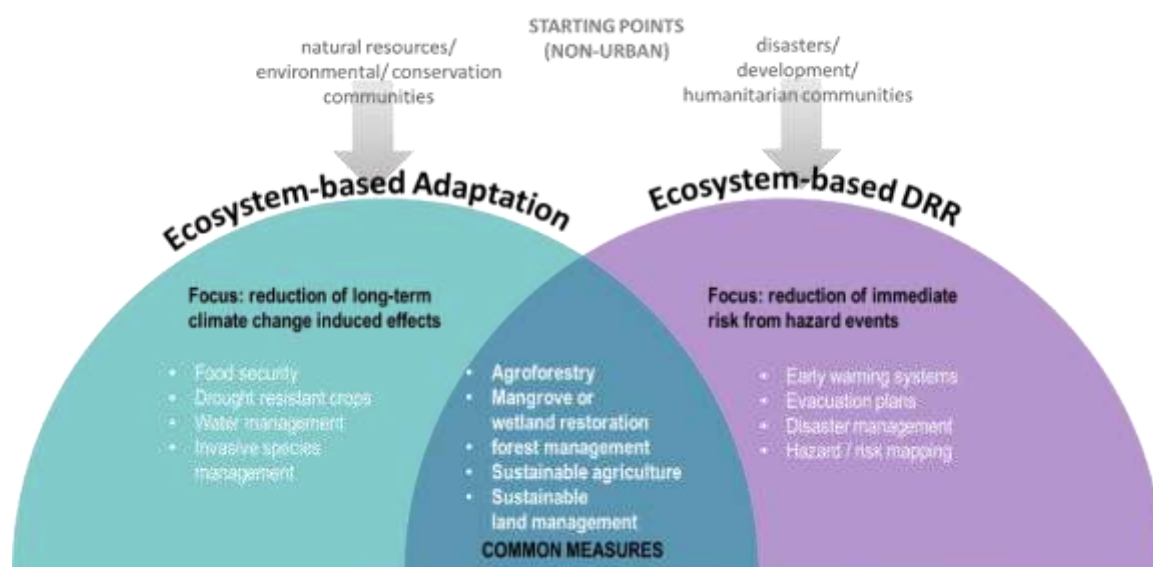 STARTING POINTS
(NON-URBAN)
natural resources/
environmental/ conservation
communities
disasters/
development/
humanitarian communities
Ecosystem-based Adaptation
Ecosystem-based DRR
Focus: reduction of long-term
climate change induced effects
• Food security
• Drought resistant crops
• Water management
• Invasive species
management
• Agroforestry
• Mangrove or
wetland restoration
• forest management
• Sustainable agriculture
• Sustainable
land management
COMMON MEASURES
Focus: reduction of immediate
risk from hazard events
• Early warning systems
• Evacuation plans
• Disaster management
• Hazard / risk mapping